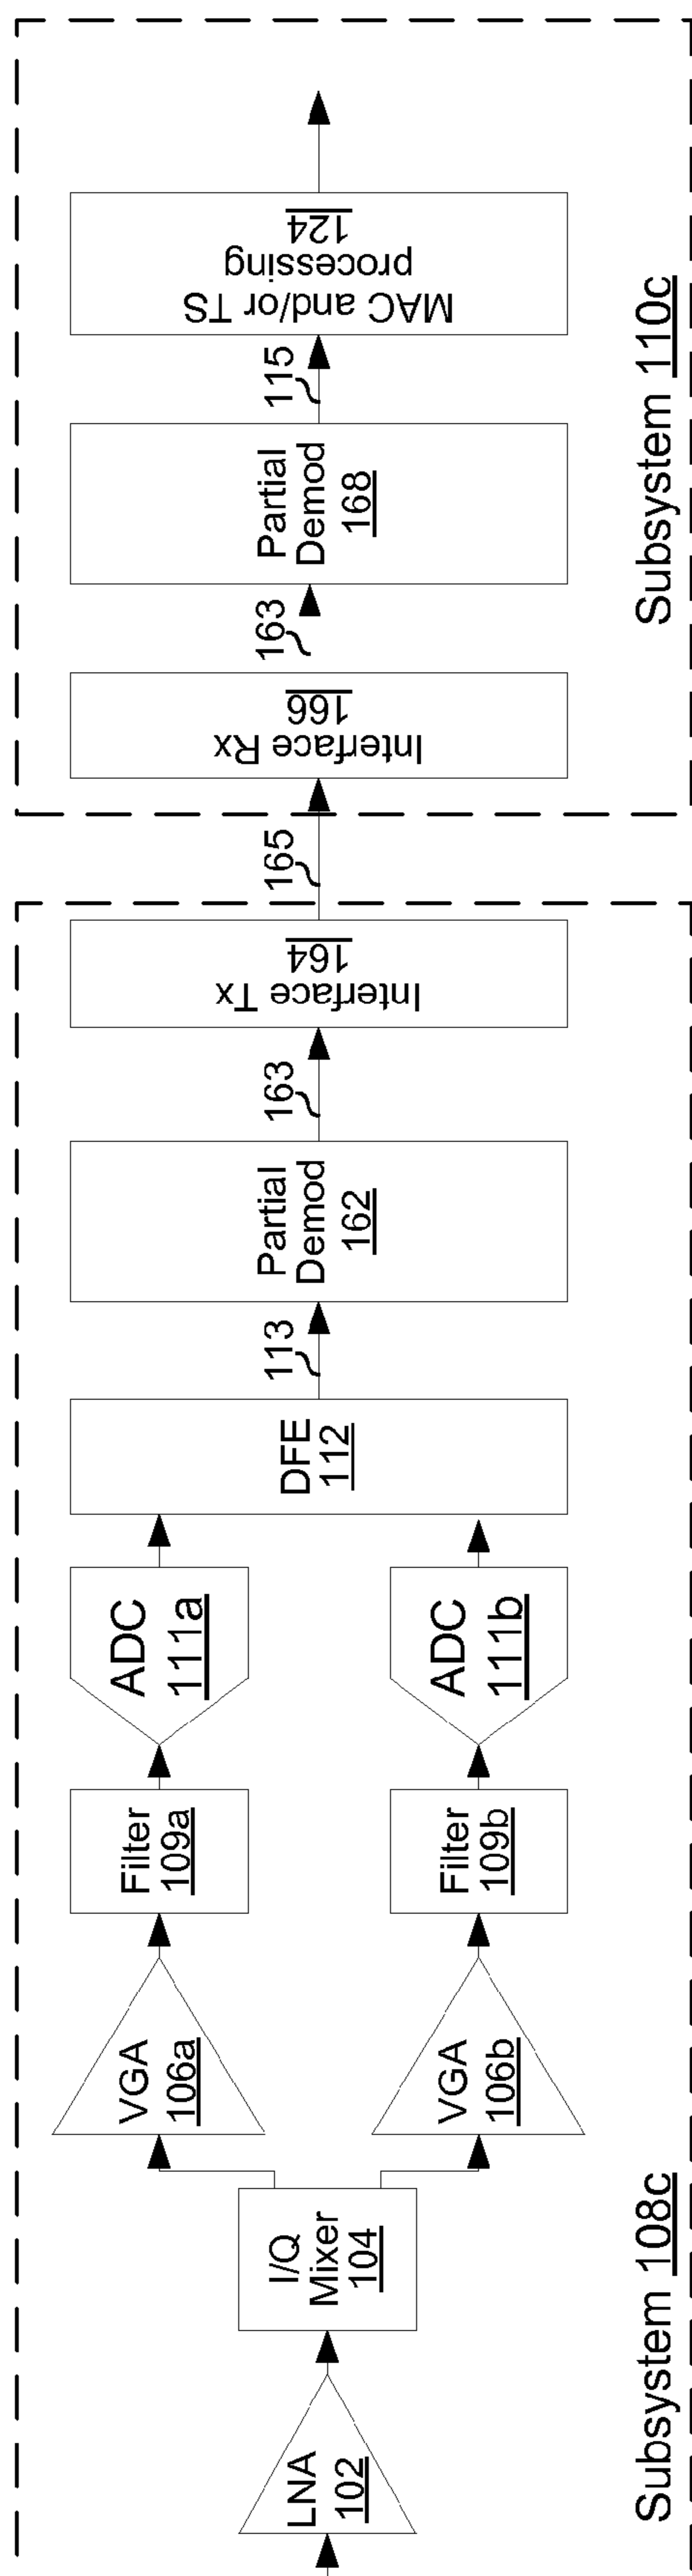 LNA
102
I/Q
Mixer
104
VGA
106a
VGA
106b
Filter
109a
Filter
109b
ADC
111a
ADC
111b
DFE
112
113
Partial
Demod
162
163
Interface Tx
164
165
Interface Rx
166
163
Partial
Demod
168
115
MAC and/or TS
processing
124
Subsystem 108c
Subsystem 110c